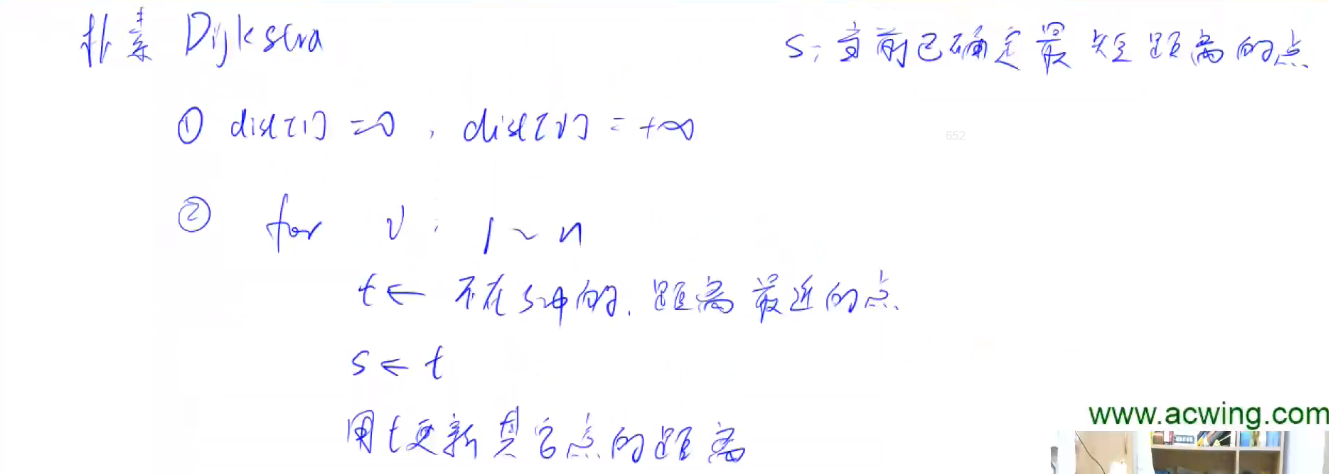 朴素 Dijkstra
s: 当前已确定最短距离的点
① dist[1] = 0, dist[v] = +∞
652
② for v: 1 ~ n
t ← 不在s中的, 距离最近的点.
s ← t
用t更新其它点的距离
www.acwing.com